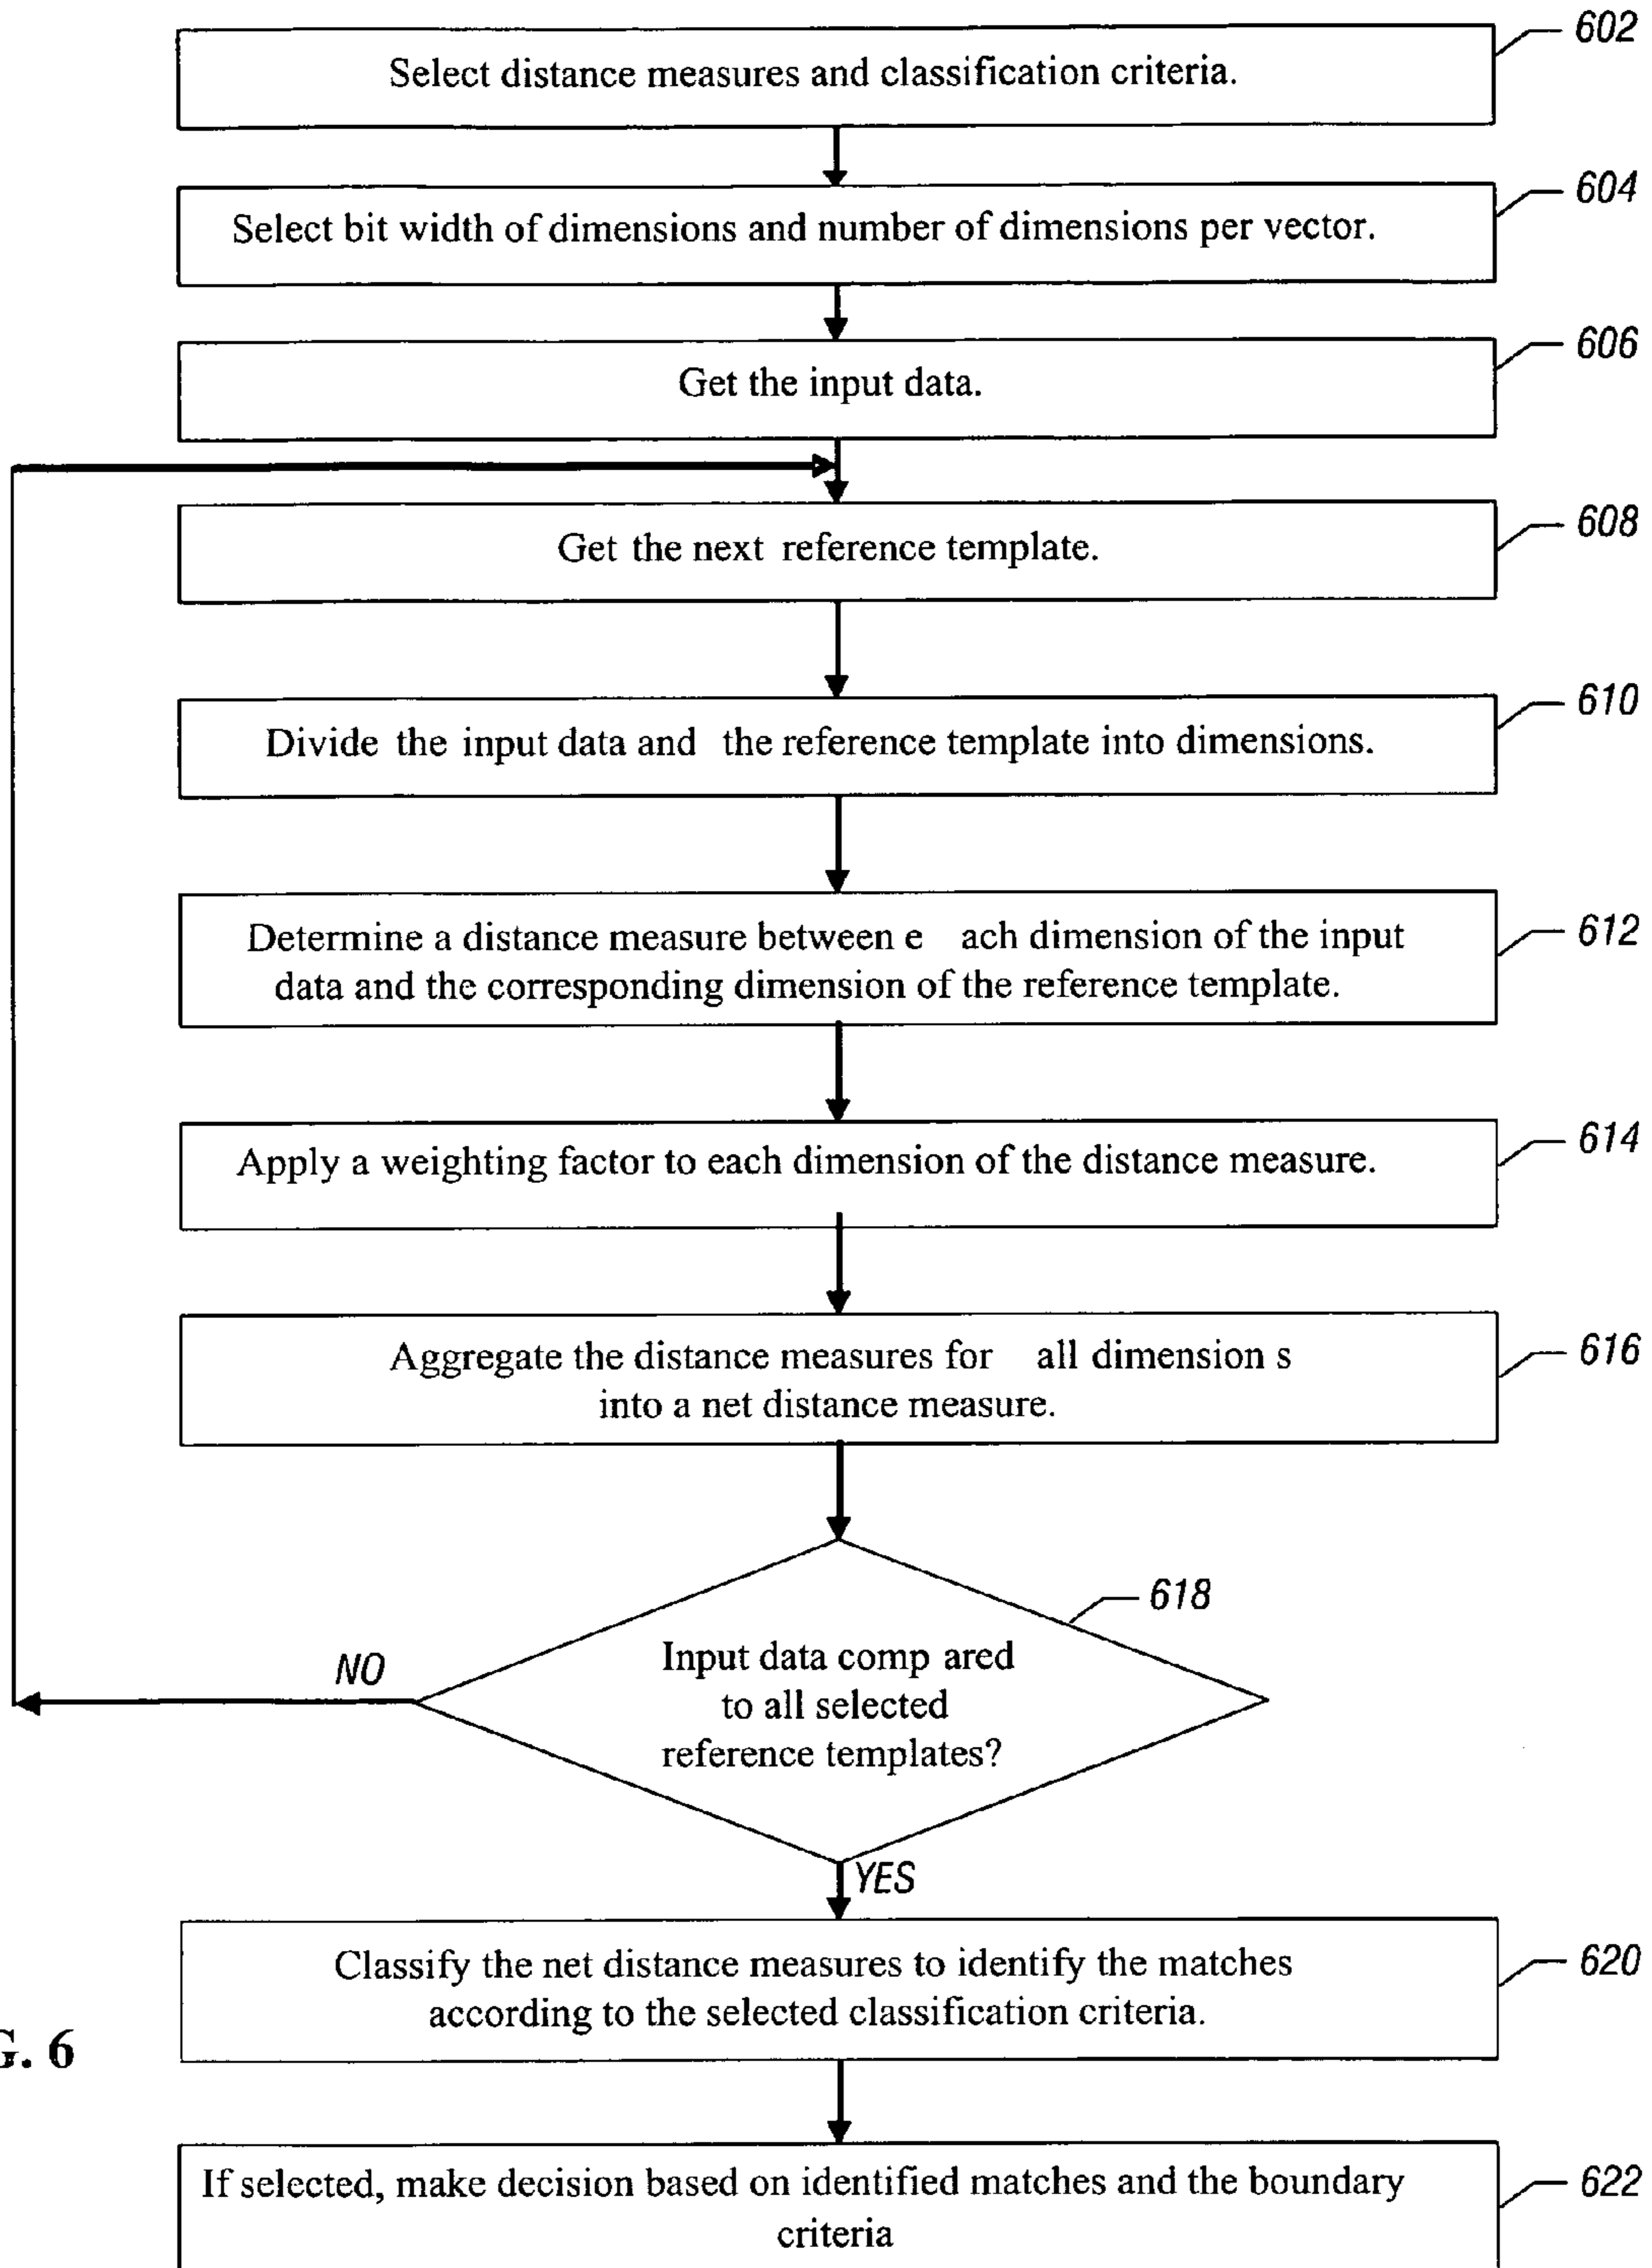 602
Select distance measures and classification criteria.
604
Select bit width of dimensions and number of dimensions per vector.
606
Get the input data.
608
Get the next reference template.
610
Divide the input data and the reference template into dimensions.
612
Determine a distance measure between e ach dimension of the input
data and the corresponding dimension of the reference template.
614
Apply a weighting factor to each dimension of the distance measure.
616
Aggregate the distance measures for all dimension s
into a net distance measure.
618
NO
Input data comp ared
to all selected
reference templates?
YES
620
Classify the net distance measures to identify the matches
according to the selected classification criteria.
G. 6
622
If selected, make decision based on identified matches and the boundary
criteria